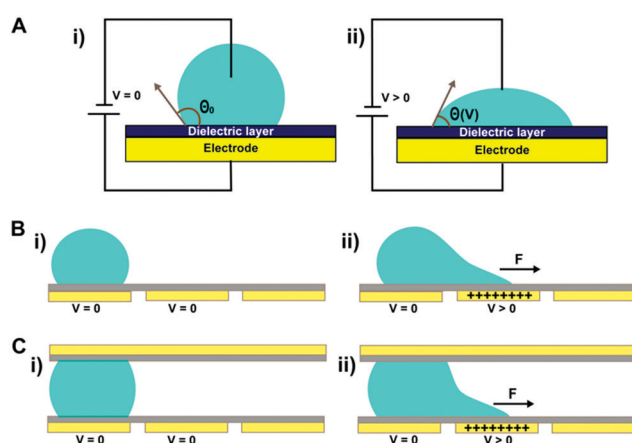 A
i)
ii)
V = 0
Θ₀
V > 0
Θ(V)
Dielectric layer
Dielectric layer
Electrode
Electrode
B
i)
ii)
F
++++++++
V = 0
V = 0
V = 0
V > 0
C
i)
ii)
F
++++++++
V = 0
V = 0
V = 0
V > 0